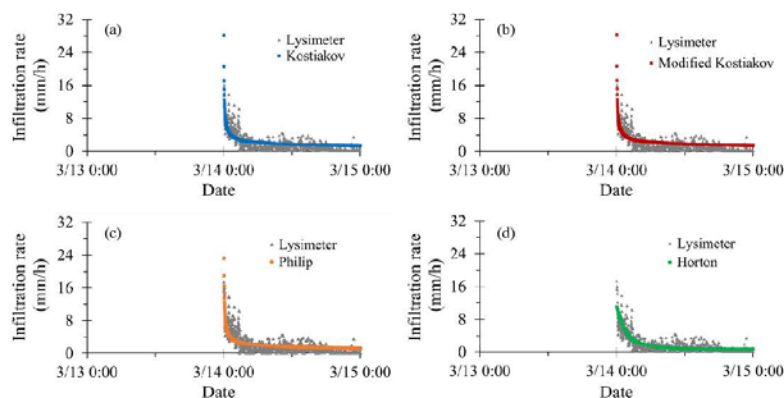 (a)
Infiltration rate
(mm/h)
32
24
16
8
0
Lysimeter
Kostiakov
3/13 0:00
3/14 0:00
3/15 0:00
Date
(b)
Infiltration rate
(mm/h)
32
24
16
8
0
Lysimeter
Modified Kostiakov
3/13 0:00
3/14 0:00
3/15 0:00
Date
(c)
Infiltration rate
(mm/h)
32
24
16
8
0
Lysimeter
Philip
3/13 0:00
3/14 0:00
3/15 0:00
Date
(d)
Infiltration rate
(mm/h)
32
24
16
8
0
Lysimeter
Horton
3/13 0:00
3/14 0:00
3/15 0:00
Date